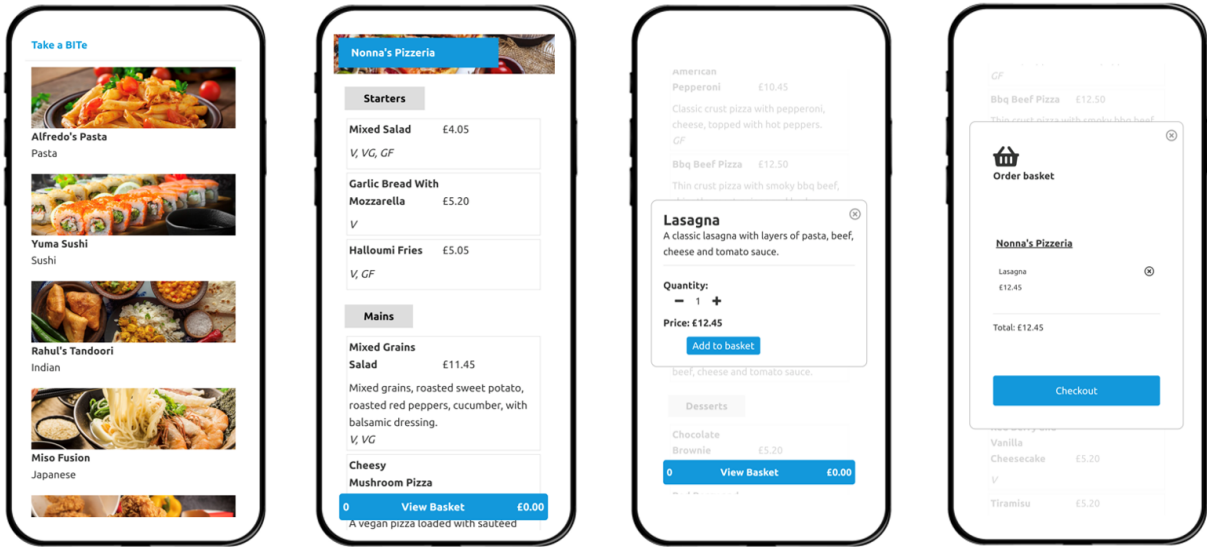 Take a BITe
Alfredo's Pasta
Pasta
Yuma Sushi
Sushi
Rahul's Tandoori
Indian
Miso Fusion
Japanese
Nonna's Pizzeria
Starters
Mixed Salad £4.05
V, VG, GF
Garlic Bread With
Mozzarella £5.20
V
Halloumi Fries £5.05
V, GF
Mains
Mixed Grains
Salad £11.45
Mixed grains, roasted sweet potato,
roasted red peppers, cucumber, with
balsamic dressing.
V, VG
Cheesy
Mushroom Pizza
0 View Basket £0.00
A vegan pizza loaded with sauteed
American
Pepperoni £10.45
Classic crust pizza with pepperoni,
cheese, topped with hot peppers.
GF
Bbq Beef Pizza £12.50
Thin crust pizza with smoky bbq beef,
Lasagna
A classic lasagna with layers of pasta, beef,
cheese and tomato sauce.
Quantity:
1
Price: £12.45
Add to basket
beef, cheese and tomato sauce.
Desserts
Chocolate
Brownie £5.20
0 View Basket £0.00
GF
Bbq Beef Pizza £12.50
Thin crust pizza with smoky bbq beef
Order basket
Nonna's Pizzeria
Lasagna
£12.45
Total: £12.45
Checkout
Vanilla
Cheesecake £5.20
V
Tiramisu £5.20